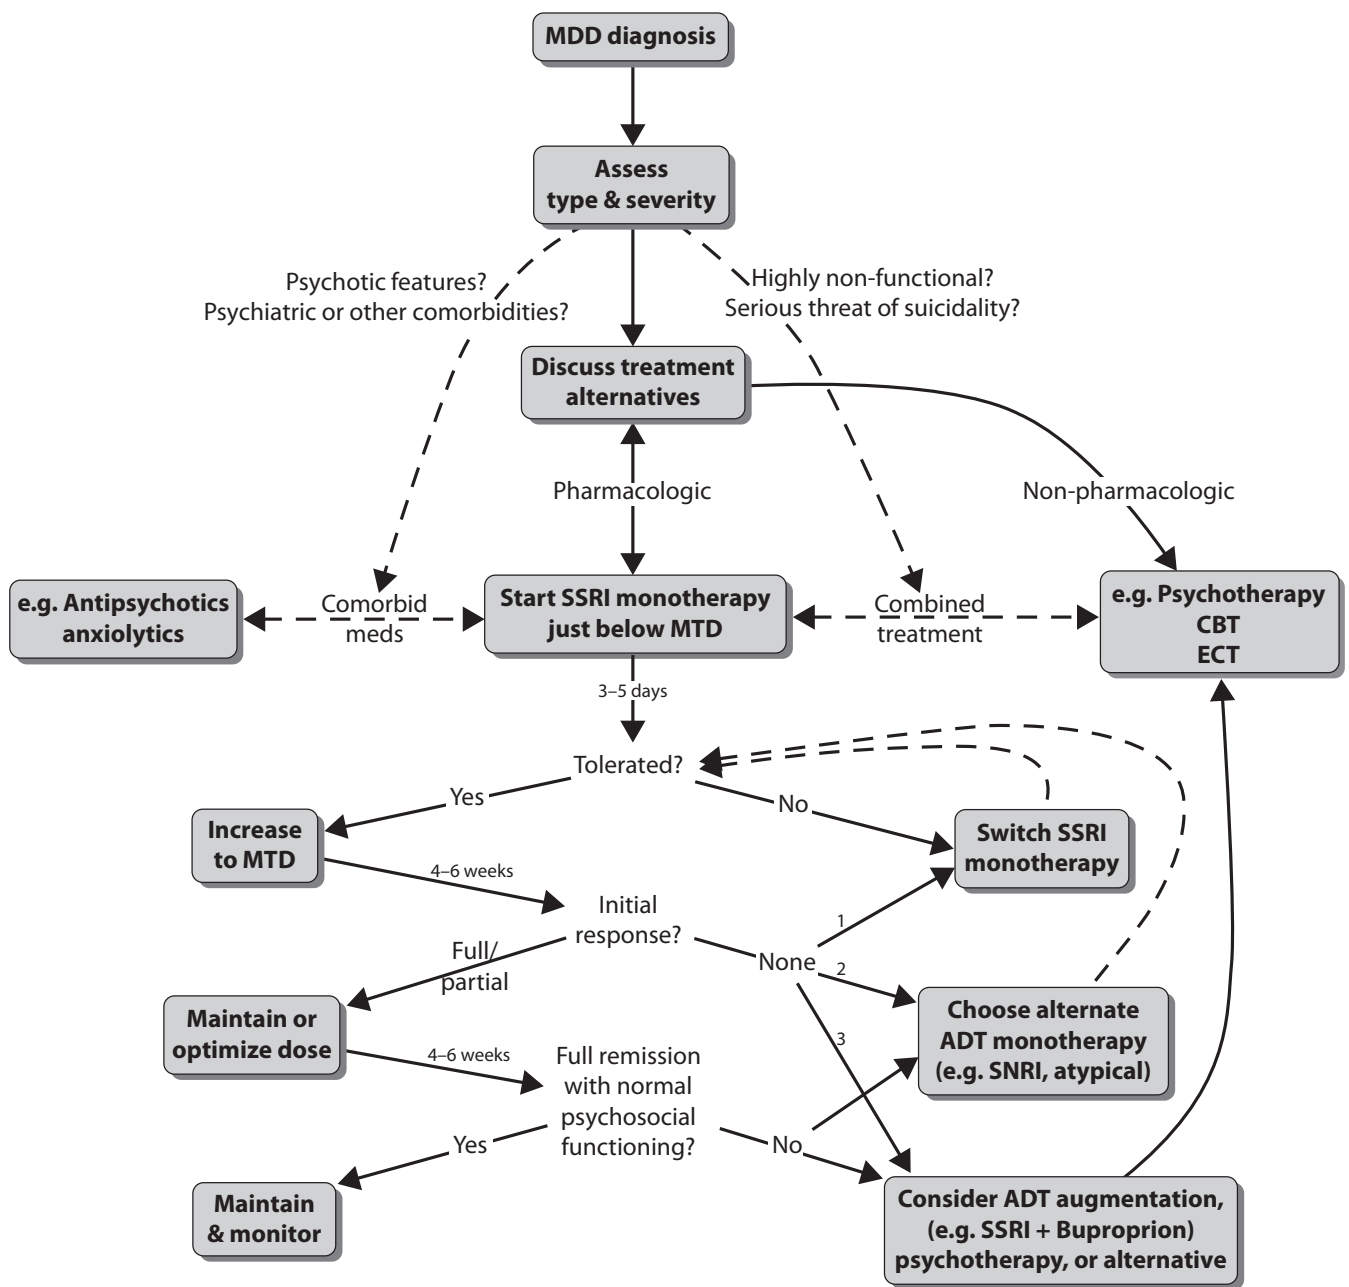 MDD diagnosis
Assess
type & severity
Psychotic features?
Psychiatric or other comorbidities?
Highly non-functional?
Serious threat of suicidality?
Discuss treatment
alternatives
Pharmacologic
Non-pharmacologic
e.g. Antipsychotics
anxiolytics
Comorbid
meds
Start SSRI monotherapy
just below MTD
Combined
treatment
e.g. Psychotherapy
CBT
ECT
3–5 days
Tolerated?
Yes
No
Increase
to MTD
Switch SSRI
monotherapy
4–6 weeks
Initial
response?
Full/
partial
None
1
2
3
Maintain or
optimize dose
Choose alternate
ADT monotherapy
(e.g. SNRI, atypical)
4–6 weeks
Full remission
with normal
psychosocial
functioning?
Yes
No
Maintain
& monitor
Consider ADT augmentation,
(e.g. SSRI + Buproprion)
psychotherapy, or alternative